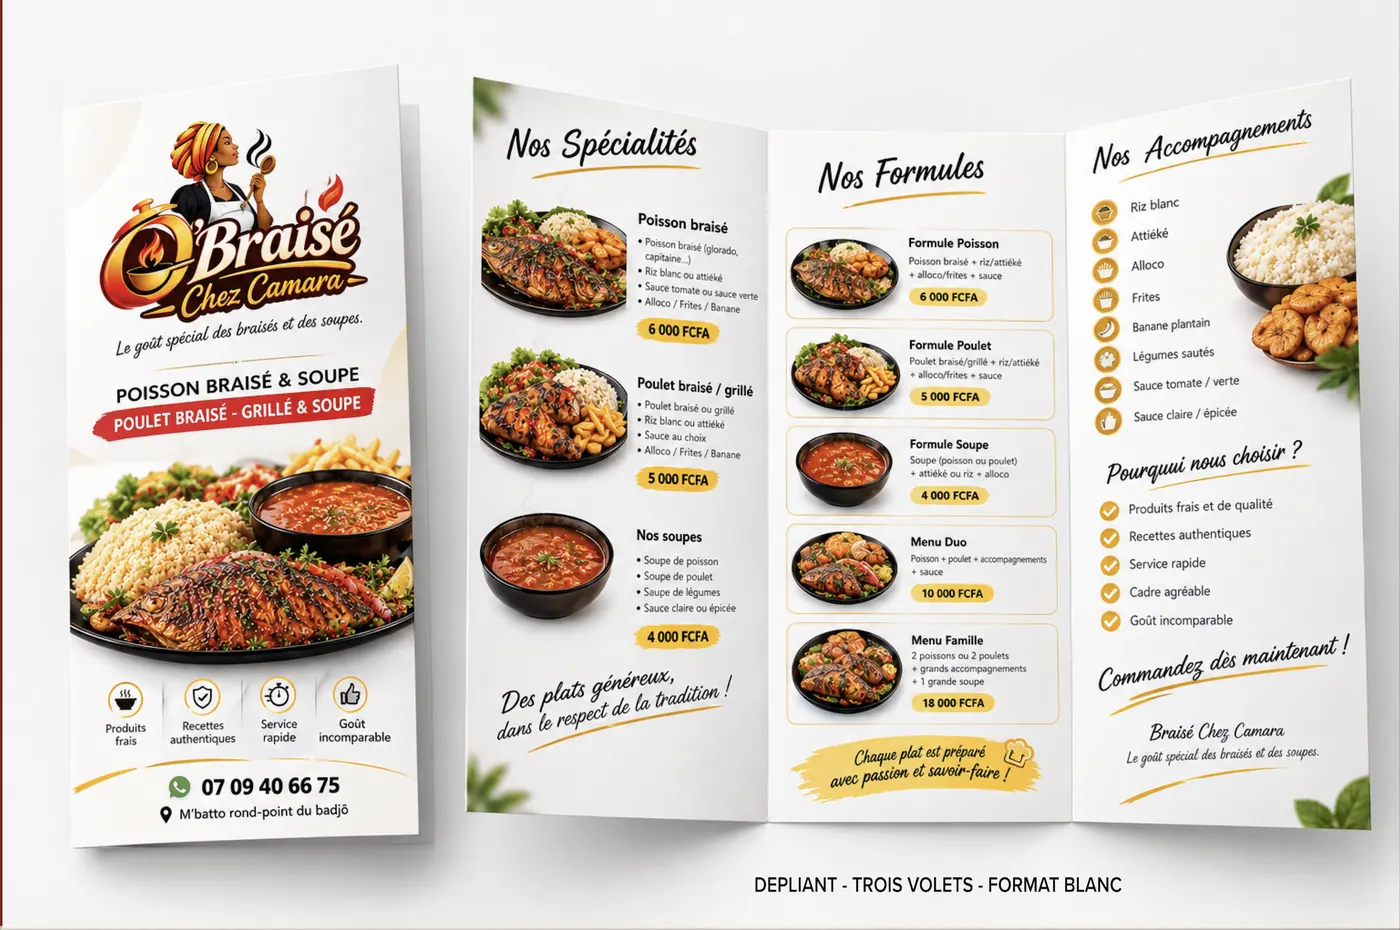 O'Braisé
Chez Camara
Le goût spécial des braisés et des soupes.
POISSON BRAISÉ & SOUPE
POULET BRAISÉ - GRILLÉ & SOUPE
Produits frais
Recettes authentiques
Service rapide
Goût incomparable
07 09 40 66 75
M'batto rond-point du badjô
Nos Spécialités
Poisson braisé
• Poisson braisé (glorado,
capitaine...)
• Riz blanc ou attiéké
• Sauce tomate ou sauce verte
• Alloco / Frites / Banane
6 000 FCFA
Poulet braisé / grillé
• Poulet braisé ou grillé
• Riz blanc ou attiéké
• Sauce au choix
• Alloco / Frites / Banane
5 000 FCFA
Nos soupes
• Soupe de poisson
• Soupe de poulet
• Saupe de légumes
• Sauce claire ou épicée
4 000 FCFA
Des plats généreux,
dans le respect de la tradition !
Nos Formules
Formule Poisson
Poisson braisé + riz/attiéké
+ alloco/frites + sauce
6 000 FCFA
Formule Poulet
Poulet braisé/grillé + riz/attiéké
+ alloco/frites + sauce
5 000 FCFA
Formule Soupe
Soupe (poisson ou poulet)
+ attiéké ou riz + alloco
4 000 FCFA
Menu Duo
Poisson + poulet + accompagnements
+ sauce
10 000 FCFA
Menu Famille
2 poissons ou 2 poulets
+ grands accompagnements
+ 1 grande soupe
18 000 FCFA
Chaque plat est préparé
avec passion et savoir-faire !
Nos Accompagnements
Riz blanc
Attiéké
Alloco
Frites
Banane plantain
Légumes sautés
Sauce tomate / verte
Sauce claire / épicée
Pourquui nous choisir ?
Produits frais et de qualité
Recettes authentiques
Service rapide
Cadre agréable
Goût incomparable
Commandez dès maintenant !
Braisé Chez Camara
Le goût spécial des braisés et des soupes.
DEPLIANT - TROIS VOLETS - FORMAT BLANC